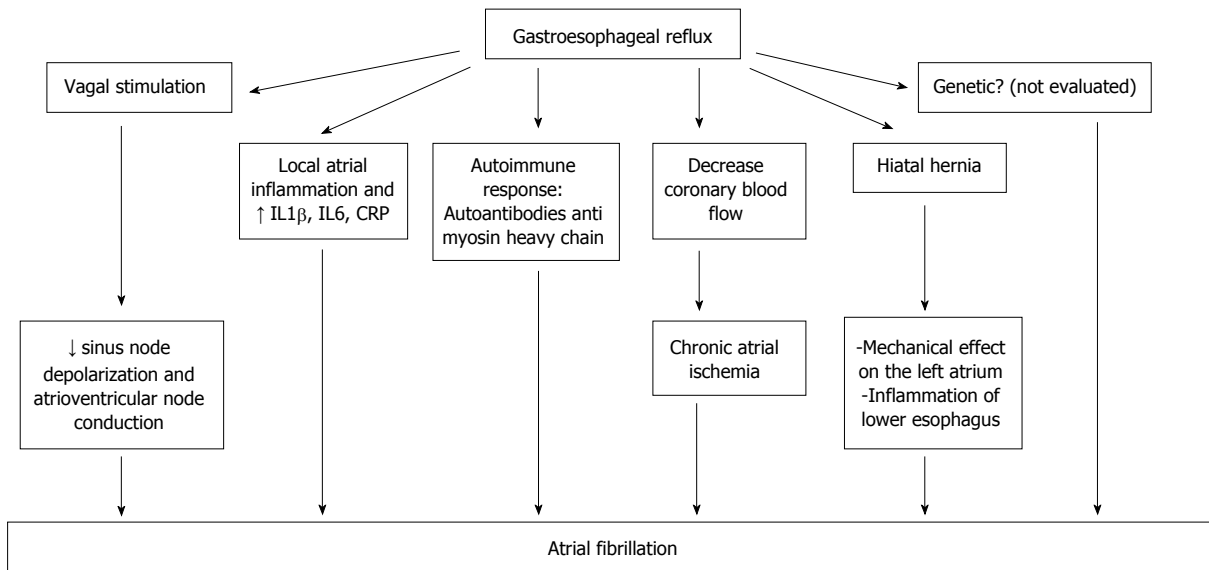 Gastroesophageal reflux
Vagal stimulation
Genetic? (not evaluated)
Local atrial
inflammation and
↑ IL1β, IL6, CRP
Autoimmune
response:
Autoantibodies anti
myosin heavy chain
Decrease
coronary blood
flow
Hiatal hernia
↓ sinus node
depolarization and
atrioventricular node
conduction
Chronic atrial
ischemia
-Mechanical effect
on the left atrium
-Inflammation of
lower esophagus
Atrial fibrillation